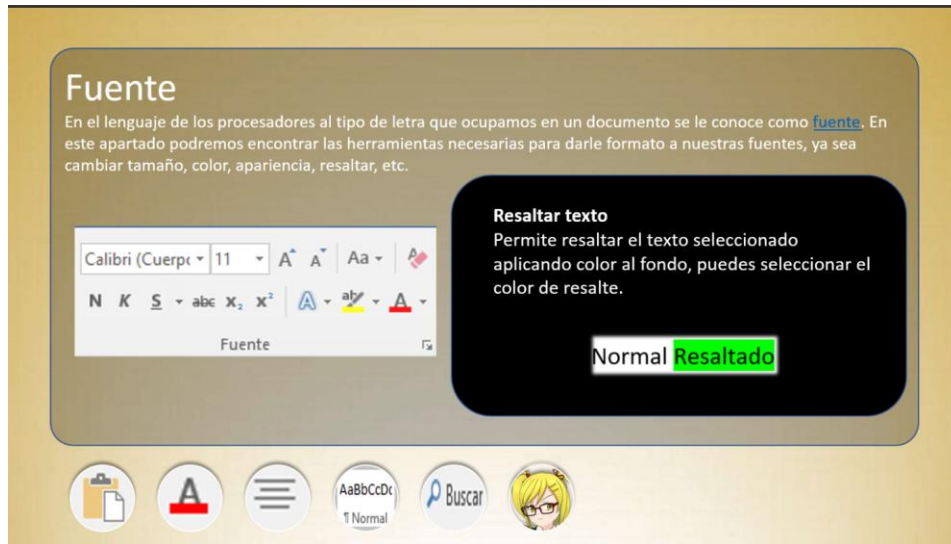 Fuente
En el lenguaje de los procesadores al tipo de letra que ocupamos en un documento se le conoce como fuente. En
este apartado podremos encontrar las herramientas necesarias para darle formato a nuestras fuentes, ya sea
cambiar tamaño, color, apariencia, resaltar, etc.
Calibri (Cuerpo 11 A A Aa A
N K S abc x₂ x² A ab A
Fuente
Resaltar texto
Permite resaltar el texto seleccionado
aplicando color al fondo, puedes seleccionar el
color de resalte.
Normal Resaltado
A
AaBbCcDc
¶ Normal
Buscar